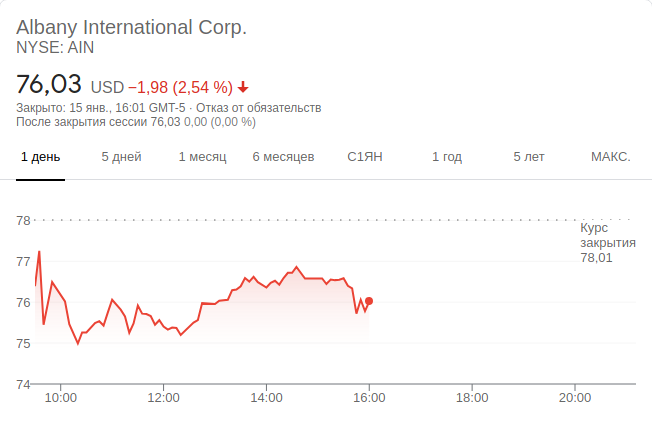 Albany International Corp.
NYSE: AIN
76,03 USD −1,98 (2,54 %)
Закрыто: 15 янв., 16:01 GMT-5 · Отказ от обязательств
После закрытия сессии 76,03 0,00 (0,00 %)
1 день 5 дней 1 месяц 6 месяцев С1ЯН 1 год 5 лет МАКС.
78
Курс
закрытия
78,01
77
76
75
74
10:00 12:00 14:00 16:00 18:00 20:00